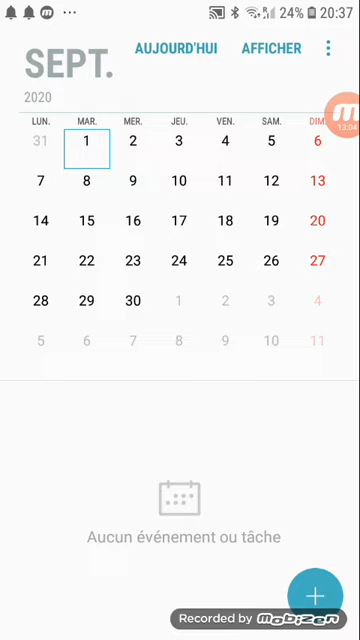 24% 20:37
SEPT. AUJOURD'HUI AFFICHER
2020
LUN. MAR. MER. JEU. VEN. SAM. DIM.
31 1 2 3 4 5 6
13:04
7 8 9 10 11 12 13
14 15 16 17 18 19 20
21 22 23 24 25 26 27
28 29 30 1 2 3 4
5 6 7 8 9 10 11
Aucun événement ou tâche
Recorded by Mobizen